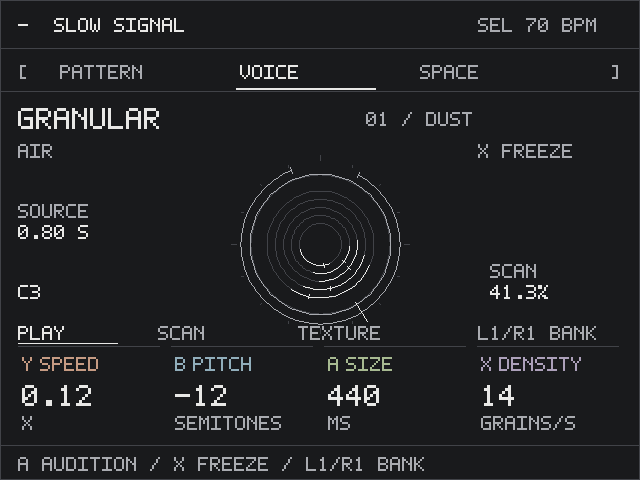 – SLOW SIGNAL SEL 70 BPM
[ PATTERN VOICE SPACE ]
GRANULAR 01 / DUST
AIR X FREEZE
SOURCE
0.80 S
SCAN
C3 41.3%
PLAY SCAN TEXTURE L1/R1 BANK
Y SPEED B PITCH A SIZE X DENSITY
0.12 -12 440 14
X SEMITONES MS GRAINS/S
A AUDITION / X FREEZE / L1/R1 BANK